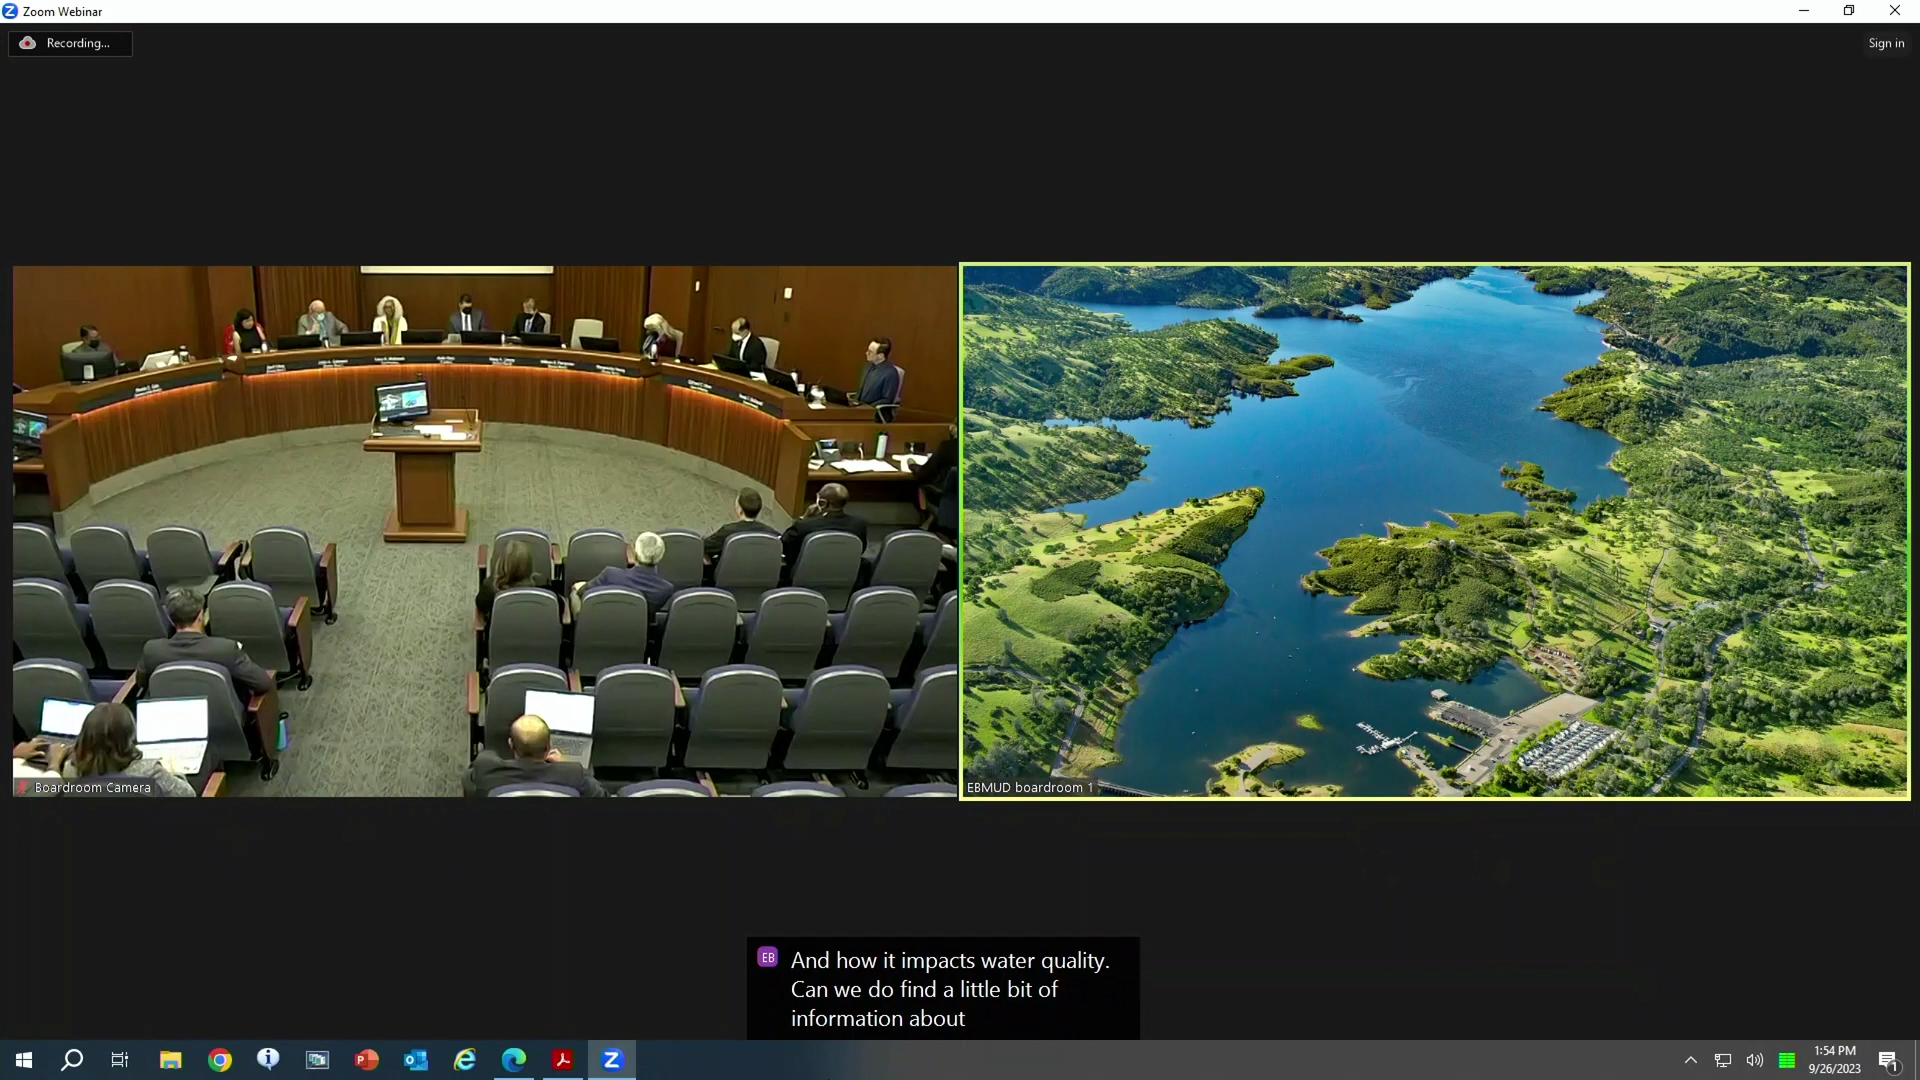 Zoom Webinar
Recording...
Sign in
Boardroom Camera
EBMUD boardroom 1
EB
And how it impacts water quality.
Can we do find a little bit of
information about
1:54 PM
9/26/2023
1